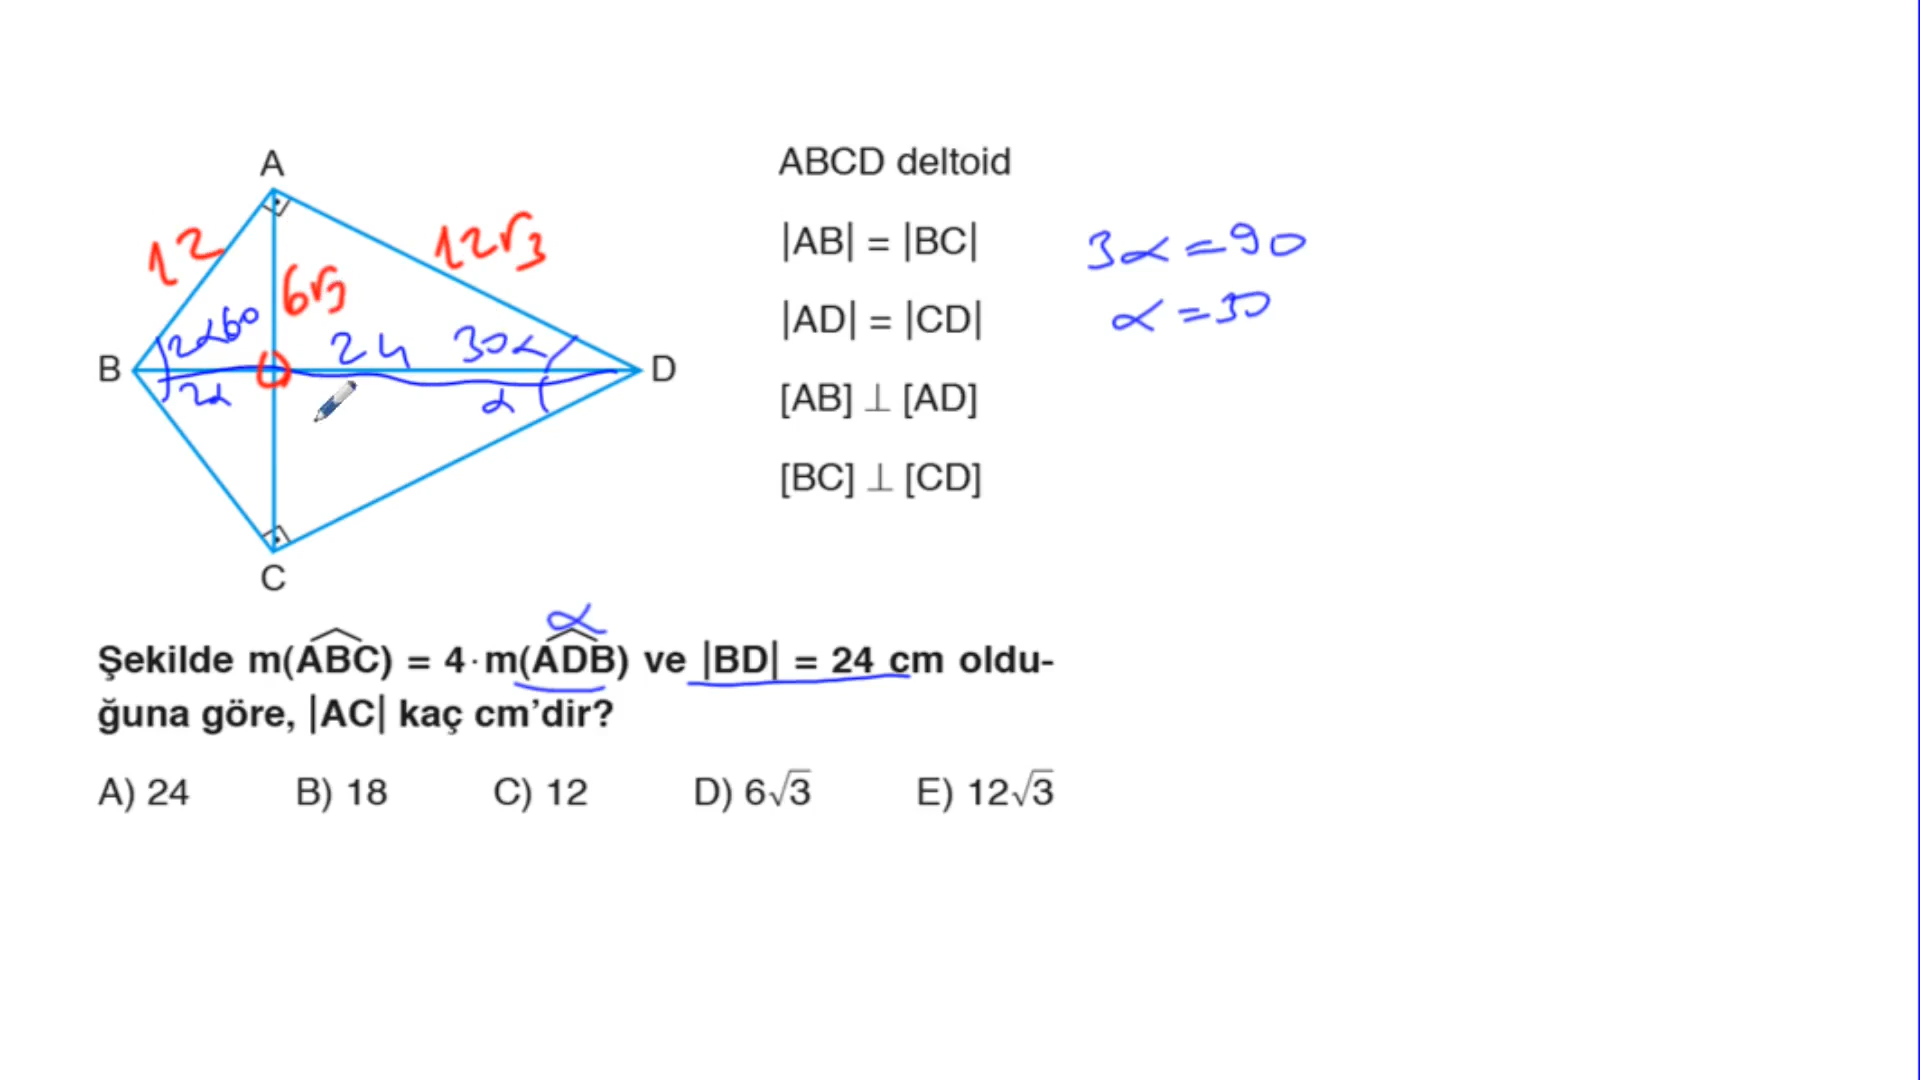 A
ABCD deltoid
12
12√3
|AB| = |BC|
3α = 90
6√3
2α 60
24
30 α
|AD| = |CD|
α = 30
B
D
2α
α
[AB] ⊥ [AD]
[BC] ⊥ [CD]
C
α
Şekilde m(ABC) = 4·m(ADB) ve |BD| = 24 cm oldu-
ğuna göre, |AC| kaç cm’dir?
A) 24 B) 18 C) 12 D) 6√3 E) 12√3